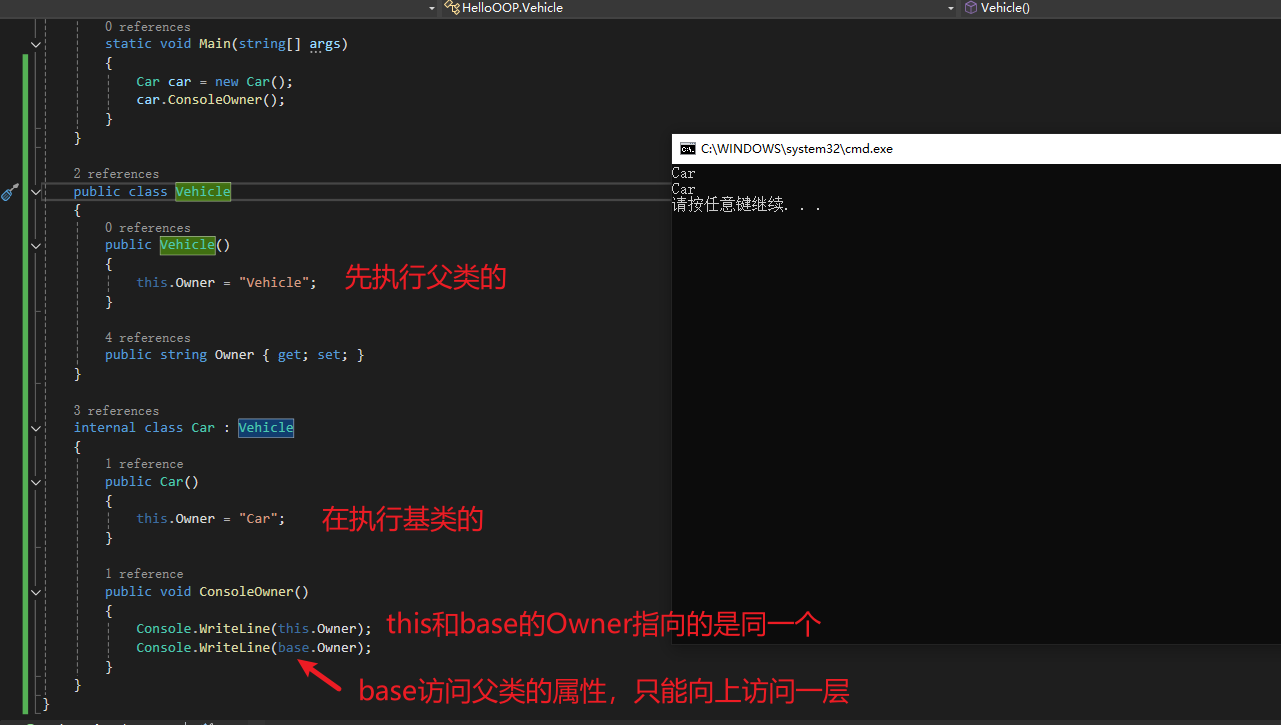 HelloOOP.Vehicle
Vehicle()
0 references
static void Main(string[] args)
{
Car car = new Car();
car.ConsoleOwner();
}
}
2 references
public class Vehicle
{
0 references
public Vehicle()
{
this.Owner = "Vehicle"; 先执行父类的
}
4 references
public string Owner { get; set; }
}
3 references
internal class Car : Vehicle
{
1 reference
public Car()
{
this.Owner = "Car"; 在执行基类的
}
1 reference
public void ConsoleOwner()
{
Console.WriteLine(this.Owner); this和base的Owner指向的是同一个
Console.WriteLine(base.Owner);
}
base访问父类的属性，只能向上访问一层
}
}
C:\WINDOWS\system32\cmd.exe
Car
Car
请按任意键继续. . .